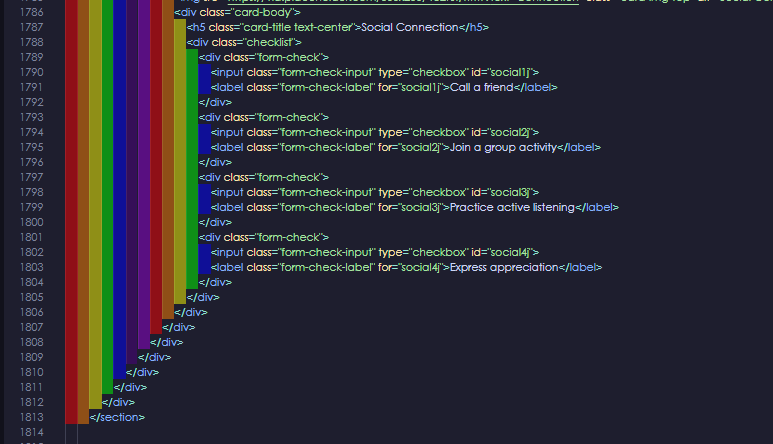 1786 <div class="card-body">
1787 <h5 class="card-title text-center">Social Connection</h5>
1788 <div class="checklist">
1789 <div class="form-check">
1790 <input class="form-check-input" type="checkbox" id="social1j">
1791 <label class="form-check-label" for="social1j">Call a friend</label>
1792 </div>
1793 <div class="form-check">
1794 <input class="form-check-input" type="checkbox" id="social2j">
1795 <label class="form-check-label" for="social2j">Join a group activity</label>
1796 </div>
1797 <div class="form-check">
1798 <input class="form-check-input" type="checkbox" id="social3j">
1799 <label class="form-check-label" for="social3j">Practice active listening</label>
1800 </div>
1801 <div class="form-check">
1802 <input class="form-check-input" type="checkbox" id="social4j">
1803 <label class="form-check-label" for="social4j">Express appreciation</label>
1804 </div>
1805 </div>
1806 </div>
1807 </div>
1808 </div>
1809 </div>
1810 </div>
1811 </div>
1812 </div>
1813 </section>
1814